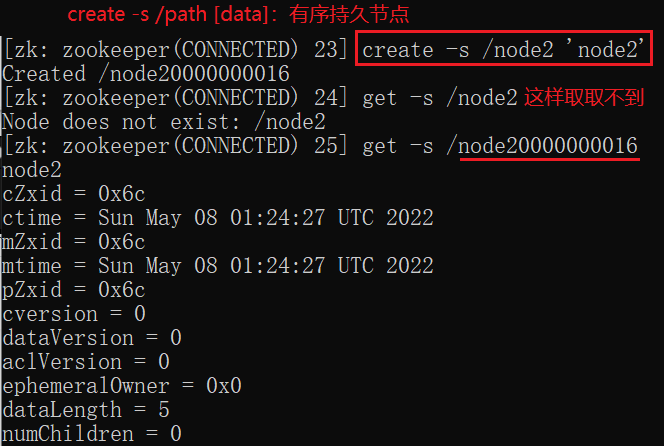 create -s /path [data]：有序持久节点
[zk: zookeeper(CONNECTED) 23] create -s /node2 'node2'
Created /node20000000016
[zk: zookeeper(CONNECTED) 24] get -s /node2 这样取取不到
Node does not exist: /node2
[zk: zookeeper(CONNECTED) 25] get -s /node20000000016
node2
cZxid = 0x6c
ctime = Sun May 08 01:24:27 UTC 2022
mZxid = 0x6c
mtime = Sun May 08 01:24:27 UTC 2022
pZxid = 0x6c
cversion = 0
dataVersion = 0
aclVersion = 0
ephemeralOwner = 0x0
dataLength = 5
numChildren = 0